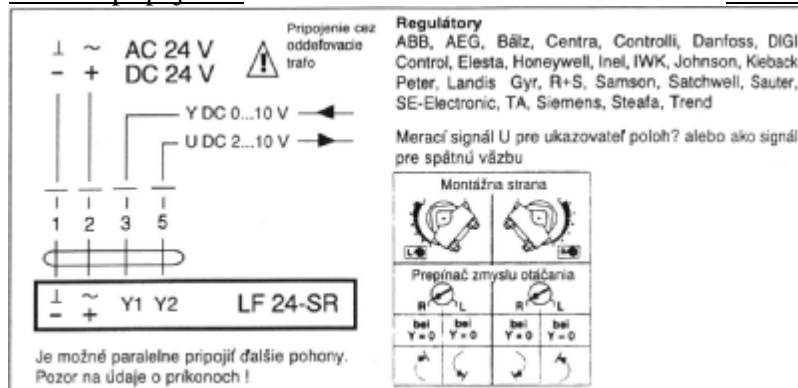 Pripojenie cez
oddeľovacie
trafo
⊥ ~ AC 24 V
− + DC 24 V
Y DC 0...10 V
U DC 2...10 V
1 2 3 5
⊥ ~
− + Y1 Y2 LF 24-SR
Je možné paralelne pripojiť ďalšie pohony.
Pozor na údaje o príkonoch !
Regulátory
ABB, AEG, Bälz, Centra, Controlli, Danfoss, DIGI
Control, Elesta, Honeywell, Inel, IWK, Johnson, Kieback
Peter, Landis Gyr, R+S, Samson, Satchwell, Sauter,
SE-Electronic, TA, Siemens, Steafa, Trend
Merací signál U pre ukazovateľ poloh? alebo ako signál
pre spätnú väzbu
Montážna strana
L
Prepínač zmyslu otáčania
R L R L
bei bei bei bei
Y=0 Y=0 Y=0 Y=0